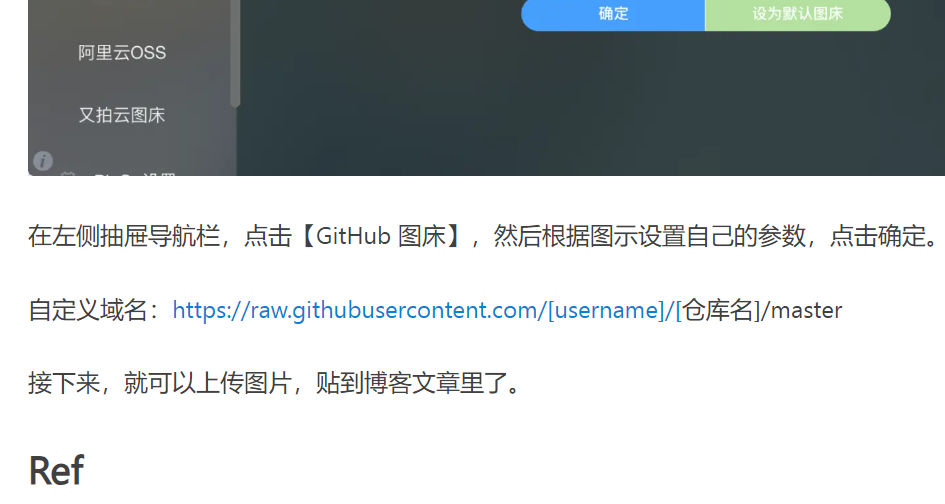 确定
设为默认图床
阿里云OSS
又拍云图床
在左侧抽屉导航栏，点击【GitHub 图床】，然后根据图示设置自己的参数，点击确定。
自定义域名：https://raw.githubusercontent.com/[username]/[仓库名]/master
接下来，就可以上传图片，贴到博客文章里了。
Ref